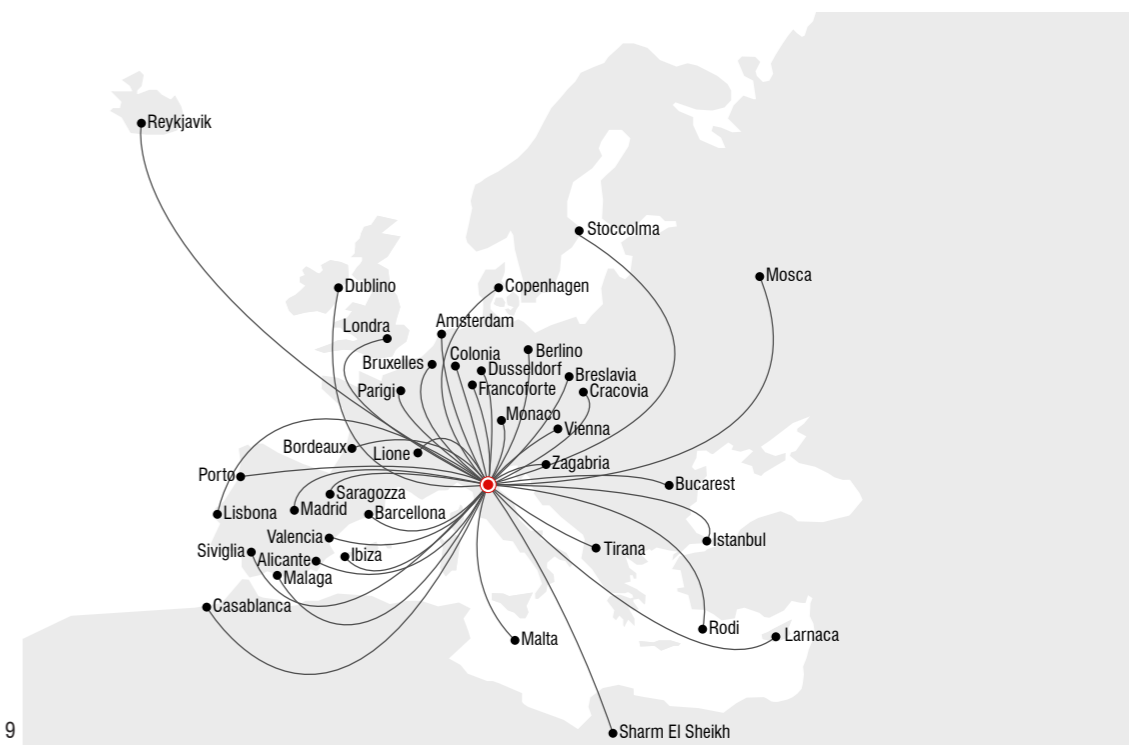 Reykjavik
Stoccolma
Mosca
Dublino
Copenhagen
Londra
Amsterdam
Bruxelles
Colonia
Berlino
Dusseldorf
Breslavia
Parigi
Francoforte
Cracovia
Monaco
Vienna
Bordeaux
Lione
Zagabria
Porto
Saragozza
Bucarest
Lisbona
Madrid
Barcellona
Valencia
Istanbul
Siviglia
Alicante
Ibiza
Tirana
Malaga
Casablanca
Rodi
Larnaca
Malta
Sharm El Sheikh
9